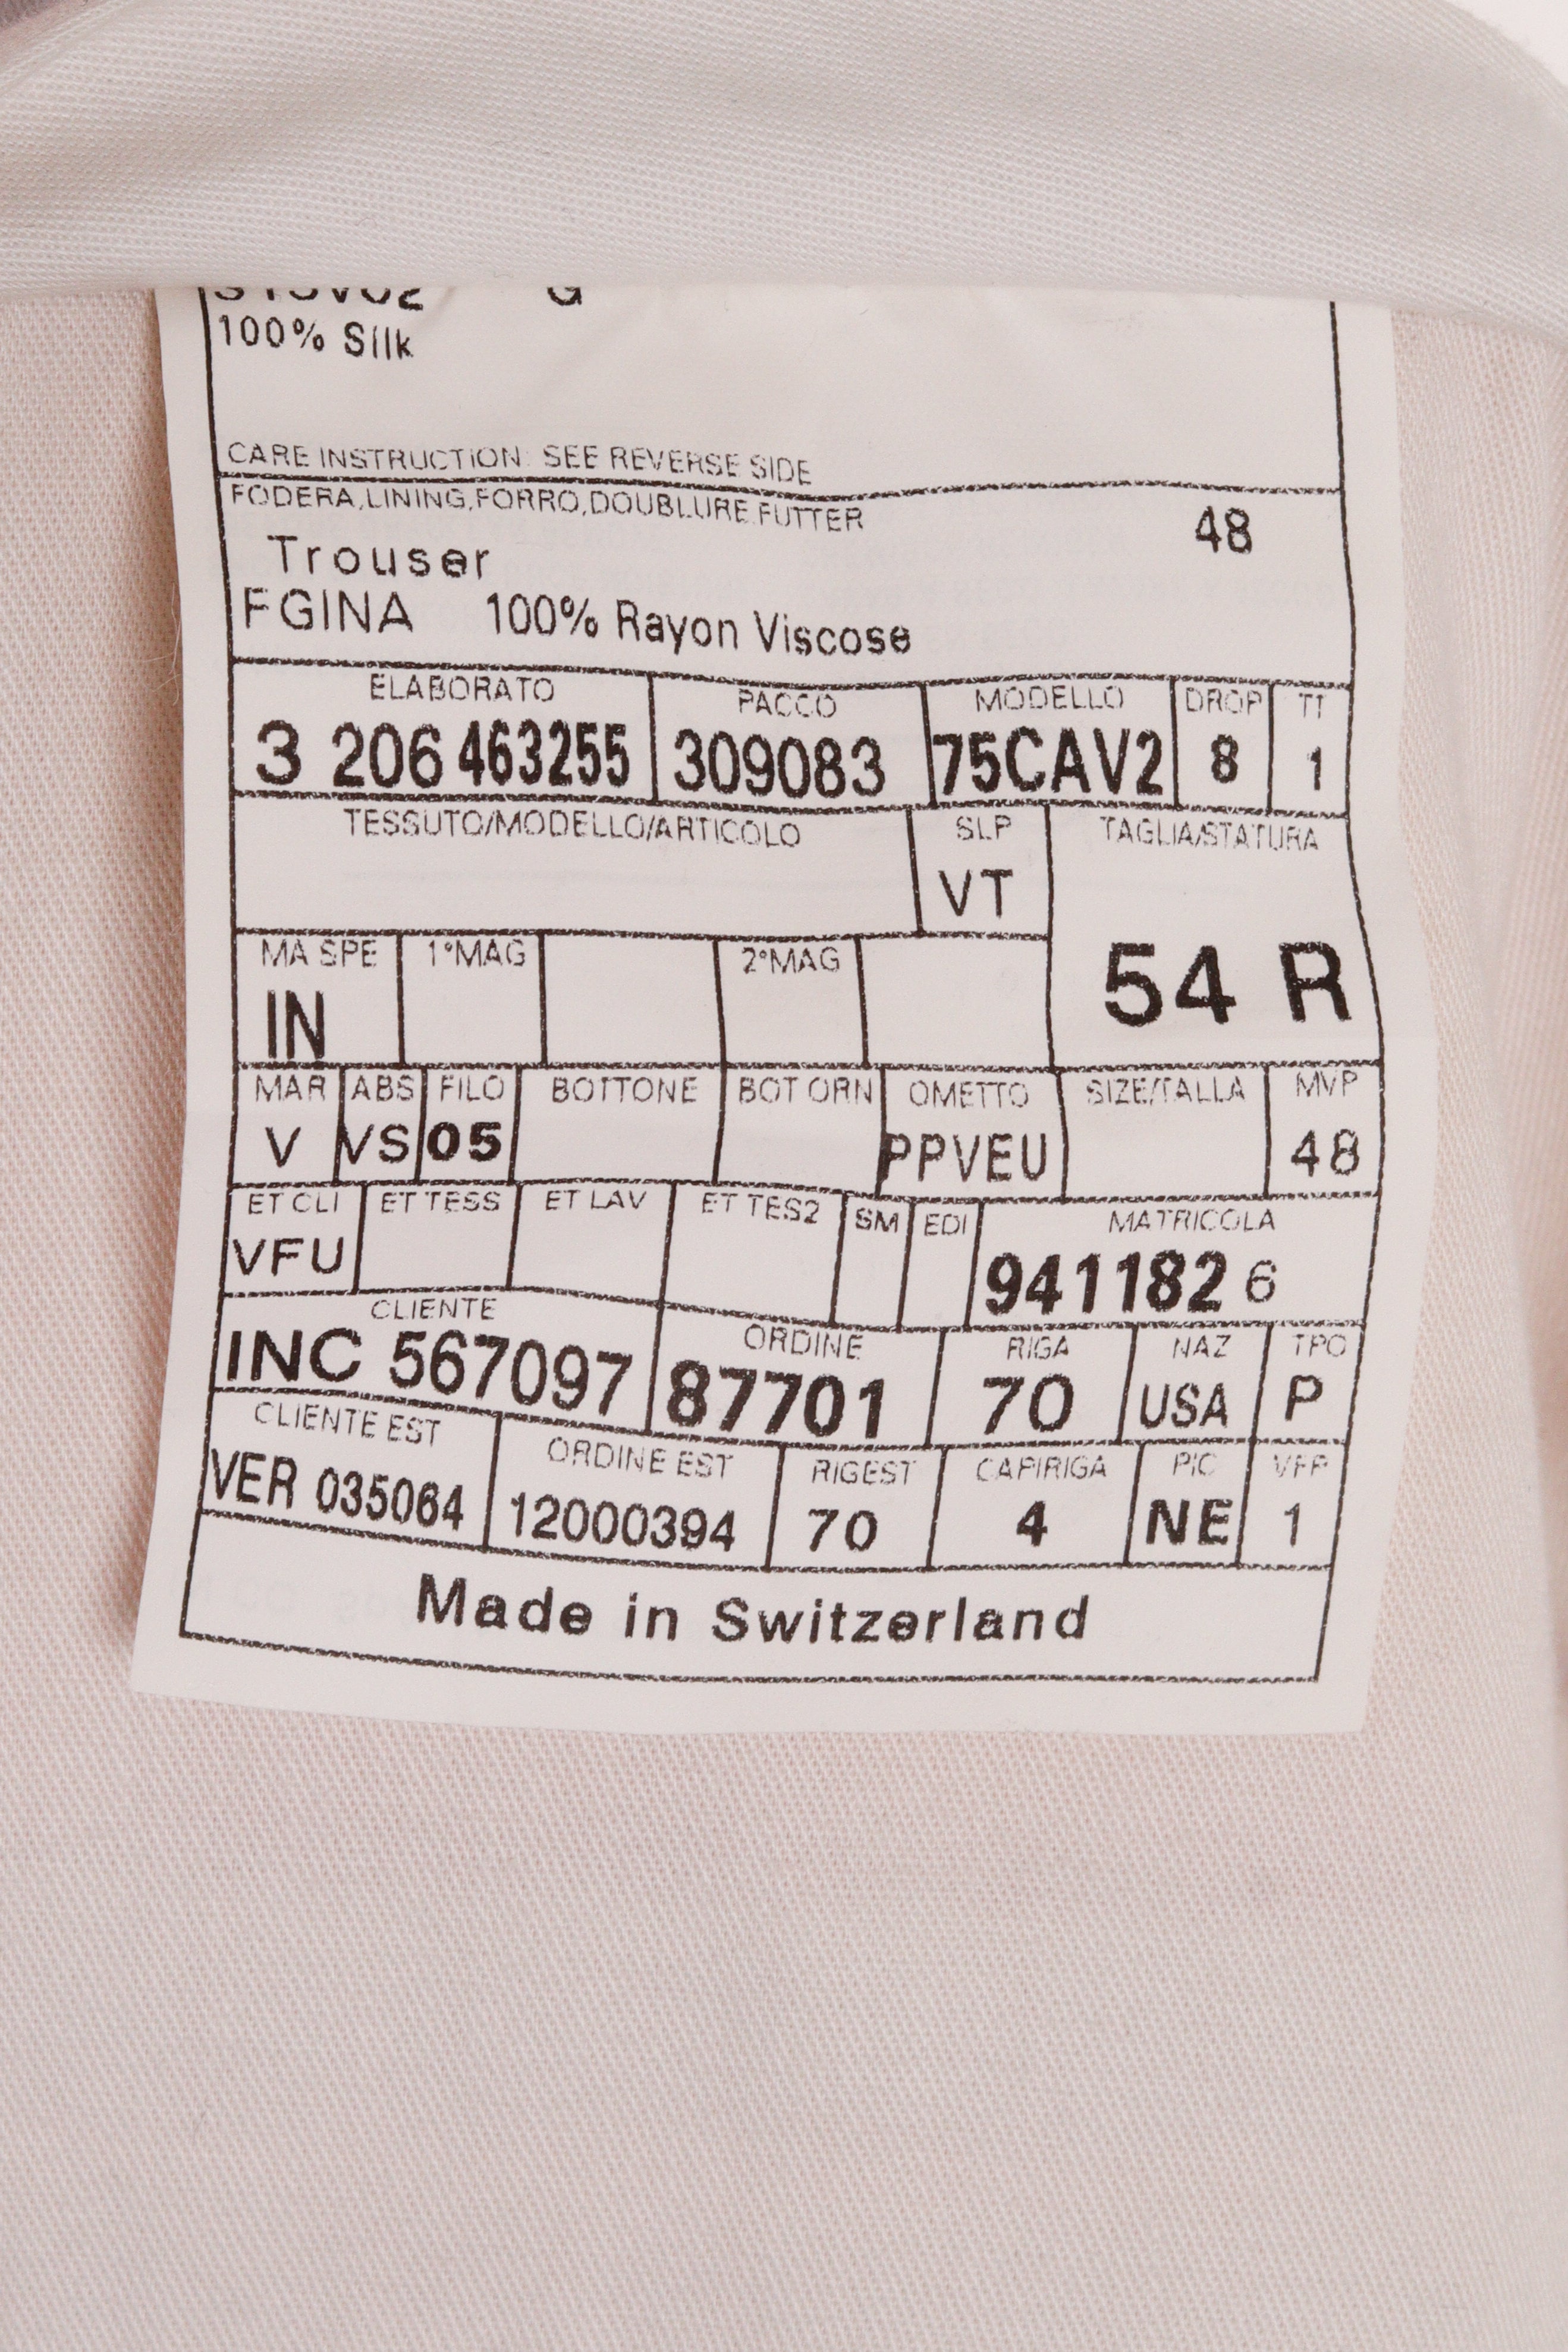 100% Silk
CARE INSTRUCTION: SEE REVERSE SIDE
FODERA,LINING,FORRO,DOUBLURE,FUTTER
48
Trouser
FGINA 100% Rayon Viscose
ELABORATO PACCO MODELLO DROP
3 206 463255 309083 75CAV2 8 1
TESSUTO/MODELLO/ARTICOLO SLP TAGLIA/STATURA
VT
54 R
MA SPE 1°MAG 2°MAG
IN
MAR ABS FILO BOTTONE BOT ORN OMETTO SIZE/TALLA MVP
V VS 05 PPVEU 48
ET CLI ET TESS ET LAV ET TES2 SM EDI MATRICOLA
VFU 941182 6
CLIENTE ORDINE RIGA NAZ TPO
INC 567097 87701 70 USA P
CLIENTE EST ORDINE EST RIGEST CAPIRIGA PIC
VER 035064 12000394 70 4 NE 1
Made in Switzerland